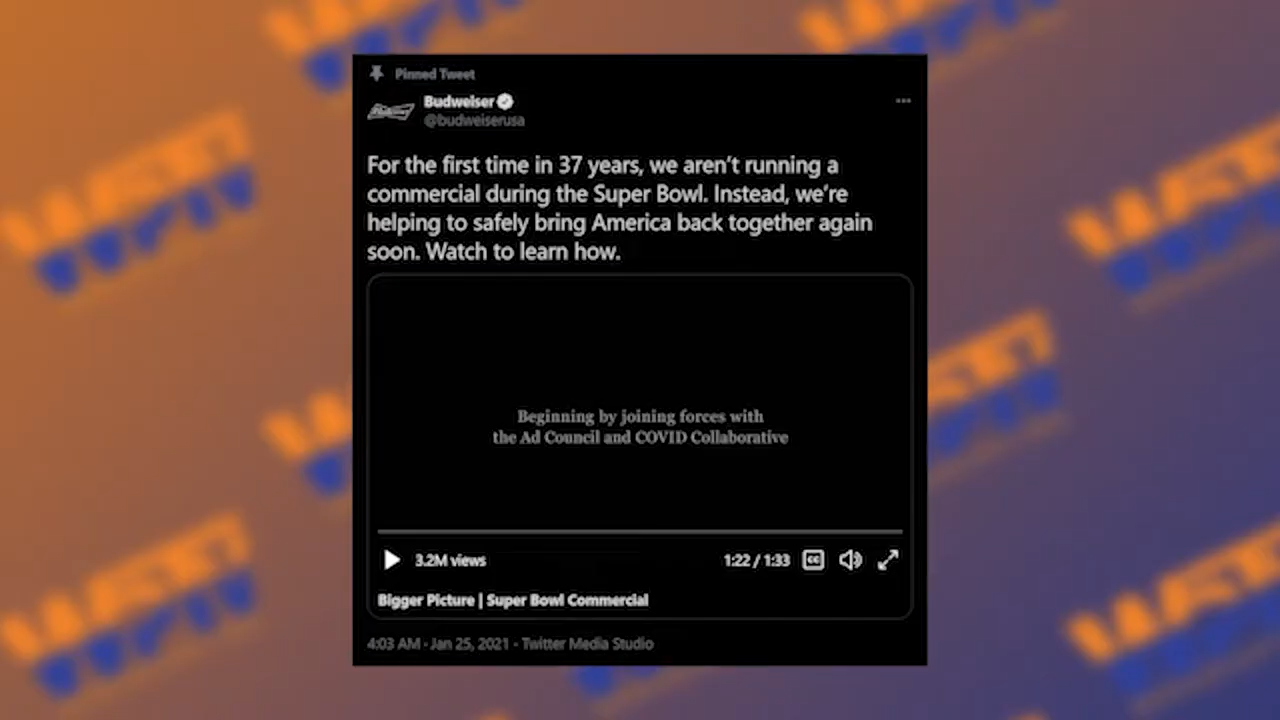 Pinned Tweet
Budweiser
@budweiserusa
For the first time in 37 years, we aren't running a
commercial during the Super Bowl. Instead, we're
helping to safely bring America back together again
soon. Watch to learn how.
Beginning by joining forces with
the Ad Council and COVID Collaborative
3.2M views
1:22 / 1:33
CC
Bigger Picture | Super Bowl Commercial
4:03 AM · Jan 25, 2021 · Twitter Media Studio